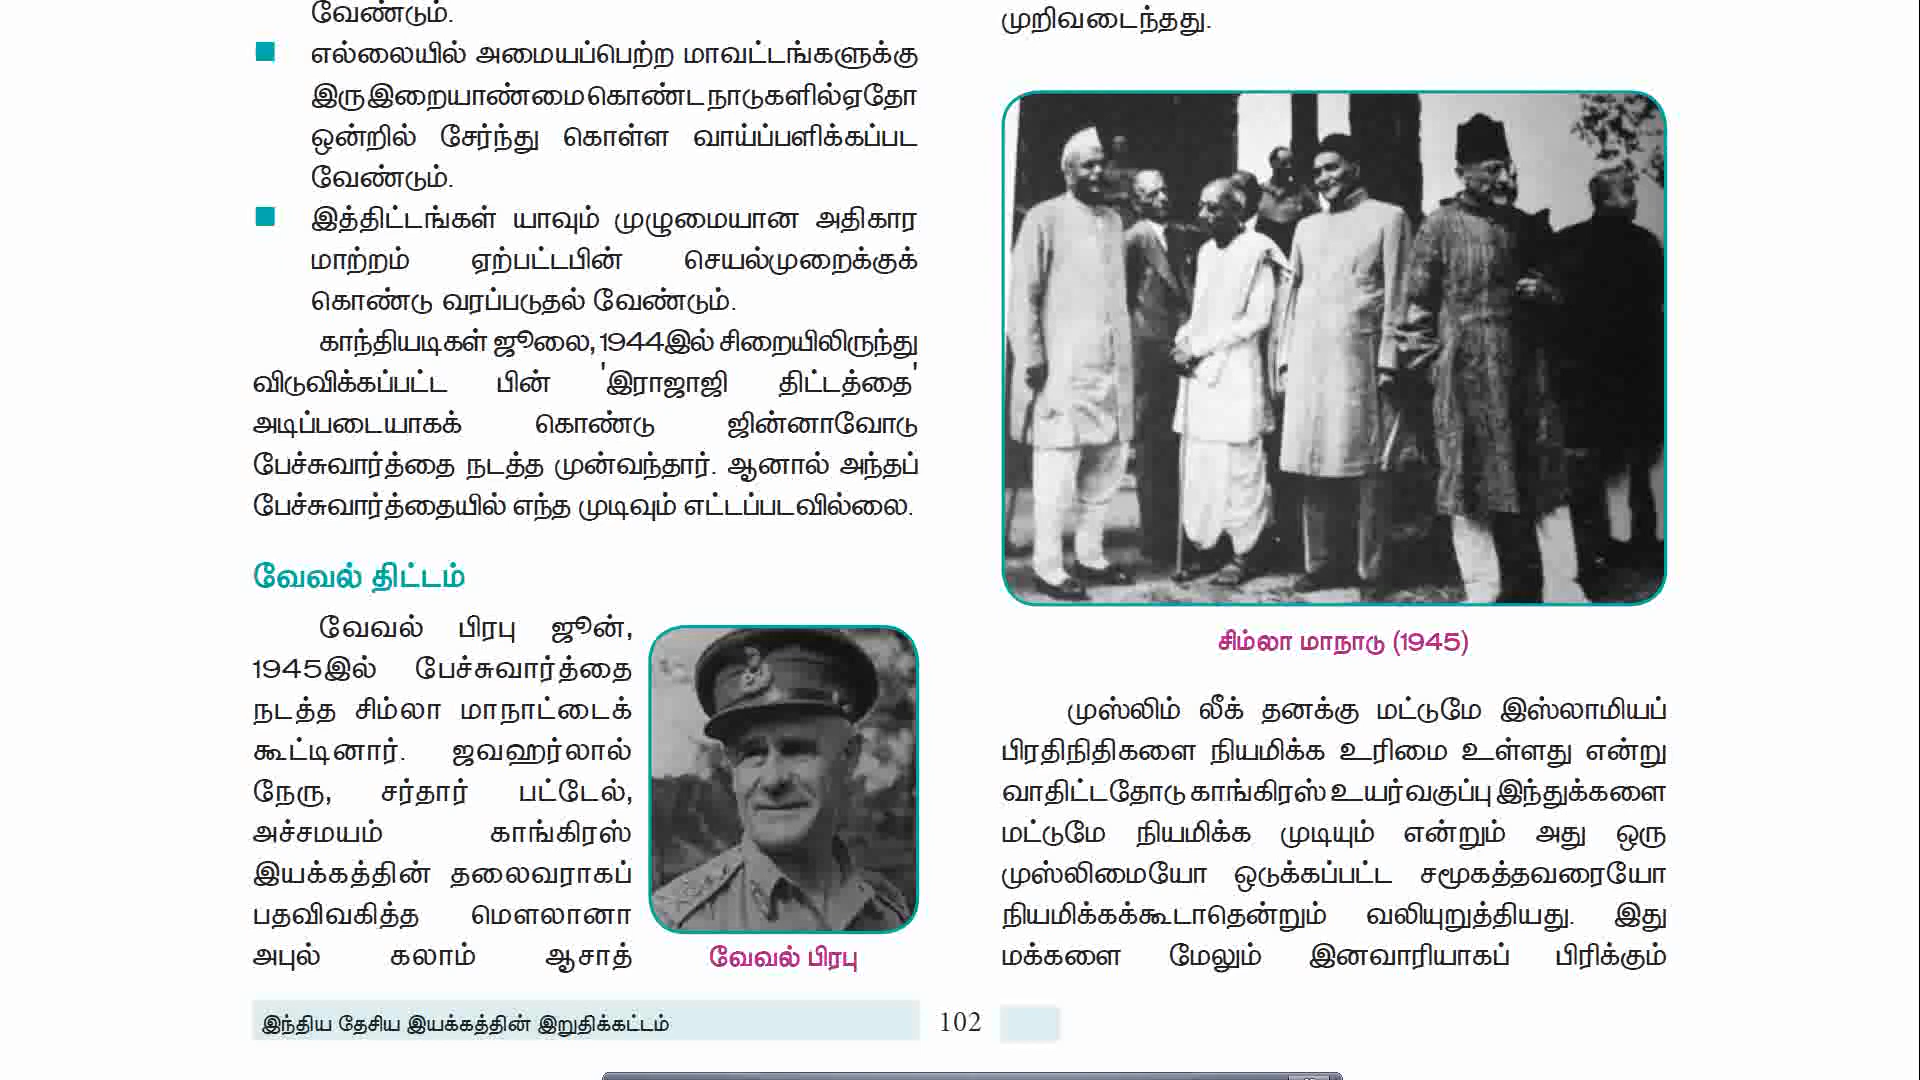 வேண்டும்.
எல்லையில் அமையப்பெற்ற மாவட்டங்களுக்கு
இரு இறையாண்மை கொண்ட நாடுகளில் ஏதோ
ஒன்றில் சேர்ந்து கொள்ள வாய்ப்பளிக்கப்பட
வேண்டும்.
இத்திட்டங்கள் யாவும் முழுமையான அதிகார
மாற்றம் ஏற்பட்டபின் செயல்முறைக்குக்
கொண்டு வரப்படுதல் வேண்டும்.
காந்தியடிகள் ஜூலை, 1944இல் சிறையிலிருந்து
விடுவிக்கப்பட்ட பின் 'இராஜாஜி திட்டத்தை'
அடிப்படையாகக் கொண்டு ஜின்னாவோடு
பேச்சுவார்த்தை நடத்த முன்வந்தார். ஆனால் அந்தப்
பேச்சுவார்த்தையில் எந்த முடிவும் எட்டப்படவில்லை.
வேவல் திட்டம்
வேவல் பிரபு ஜூன்,
1945இல் பேச்சுவார்த்தை
நடத்த சிம்லா மாநாட்டைக்
கூட்டினார். ஜவஹர்லால்
நேரு, சர்தார் பட்டேல்,
அச்சமயம் காங்கிரஸ்
இயக்கத்தின் தலைவராகப்
பதவிவகித்த மௌலானா
அபுல் கலாம் ஆசாத்
வேவல் பிரபு
முறிவடைந்தது.
சிம்லா மாநாடு (1945)
முஸ்லிம் லீக் தனக்கு மட்டுமே இஸ்லாமியப்
பிரதிநிதிகளை நியமிக்க உரிமை உள்ளது என்று
வாதிட்டதோடு காங்கிரஸ் உயர்வகுப்பு இந்துக்களை
மட்டுமே நியமிக்க முடியும் என்றும் அது ஒரு
முஸ்லிமையோ ஒடுக்கப்பட்ட சமூகத்தவரையோ
நியமிக்கக்கூடாதென்றும் வலியுறுத்தியது. இது
மக்களை மேலும் இனவாரியாகப் பிரிக்கும்
இந்திய தேசிய இயக்கத்தின் இறுதிக்கட்டம்
102